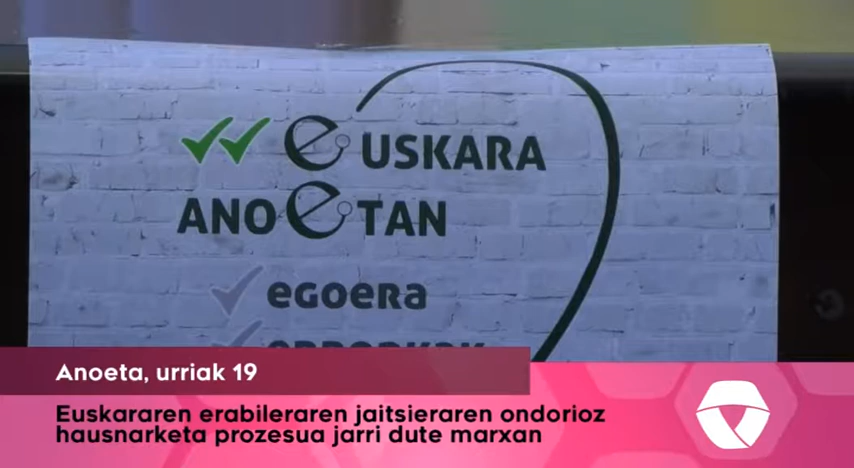 euskara
anoetan
egoera
Anoeta, urriak 19
Euskararen erabileraren jaitsieraren ondorioz
hausnarketa prozesua jarri dute marxan